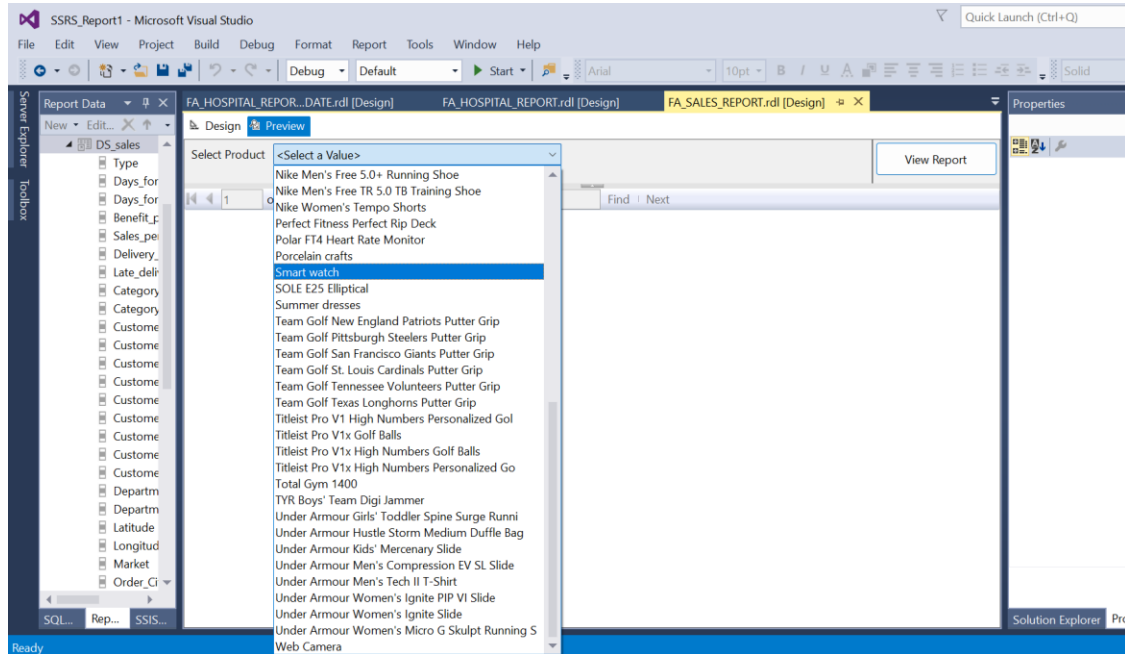 SSRS_Report1 - Microsoft Visual Studio
Quick Launch (Ctrl+Q)
File Edit View Project Build Debug Format Report Tools Window Help
Debug Default Start Arial 10pt B I U A Solid
Server Explorer
Toolbox
Report Data
FA_HOSPITAL_REPOR...DATE.rdl [Design] FA_HOSPITAL_REPORT.rdl [Design] FA_SALES_REPORT.rdl [Design]
Properties
New Edit...
Design Preview
DS_sales
Type
Days_for
Days_for
Benefit_p
Sales_per
Delivery_
Late_deliv
Category
Category
Custome
Custome
Custome
Custome
Custome
Custome
Custome
Custome
Custome
Departm
Departm
Latitude
Longitud
Market
Order_Ci
Select Product <Select a Value>
View Report
1 o Find Next
Nike Men's Free 5.0+ Running Shoe
Nike Men's Free TR 5.0 TB Training Shoe
Nike Women's Tempo Shorts
Perfect Fitness Perfect Rip Deck
Polar FT4 Heart Rate Monitor
Porcelain crafts
Smart watch
SOLE E25 Elliptical
Summer dresses
Team Golf New England Patriots Putter Grip
Team Golf Pittsburgh Steelers Putter Grip
Team Golf San Francisco Giants Putter Grip
Team Golf St. Louis Cardinals Putter Grip
Team Golf Tennessee Volunteers Putter Grip
Team Golf Texas Longhorns Putter Grip
Titleist Pro V1 High Numbers Personalized Gol
Titleist Pro V1x Golf Balls
Titleist Pro V1x High Numbers Golf Balls
Titleist Pro V1x High Numbers Personalized Go
Total Gym 1400
TYR Boys' Team Digi Jammer
Under Armour Girls' Toddler Spine Surge Runni
Under Armour Hustle Storm Medium Duffle Bag
Under Armour Kids' Mercenary Slide
Under Armour Men's Compression EV SL Slide
Under Armour Men's Tech II T-Shirt
Under Armour Women's Ignite PIP VI Slide
Under Armour Women's Ignite Slide
Under Armour Women's Micro G Skulpt Running S
Web Camera
SQL... Rep... SSIS...
Solution Explorer Pro
Ready